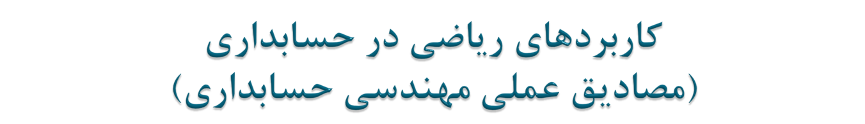 کاربردهای ریاضی در حسابداری
(مصادیق عملی مهندسی حسابداری)